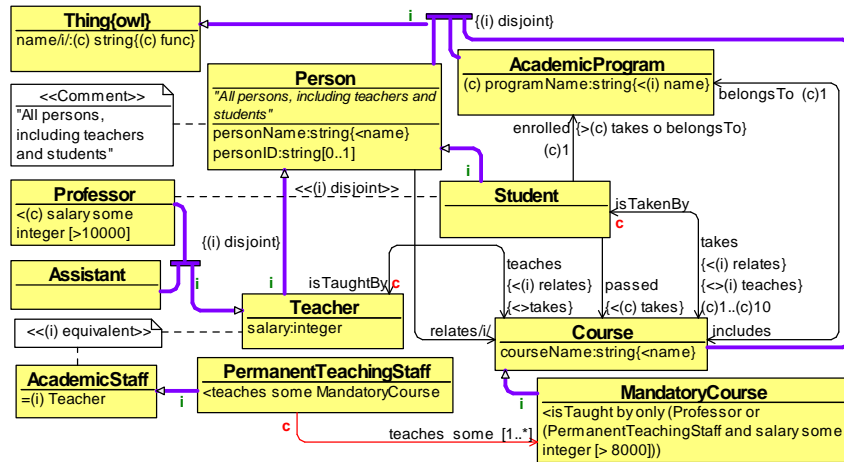 Thing{owl}
name/i/:(c) string{(c) func}
i
{(i) disjoint}
<<Comment>>
"All persons,
including teachers
and students"
Person
"All persons, including teachers and
students"
personName:string{<name}
personID:string[0..1]
AcademicProgram
(c) programName:string{<(i) name}
belongsTo (c)1
enrolled {>(c) takes o belongsTo}
(c)1
i
Professor
<(c) salary some
integer [>10000]
<<(i) disjoint>>
Student
isTakenBy
c
{(i) disjoint}
Assistant
i
i
isTaughtBy
c
teaches
{<(i) relates}
{<>takes}
passed
{<(c) takes}
takes
{<(i) relates}
{<>(i) teaches}
(c)1..(c)10
Teacher
salary:integer
relates/i/
includes
Course
courseName:string{<name}
<<(i) equivalent>>
AcademicStaff
=(i) Teacher
i
PermanentTeachingStaff
<teaches some MandatoryCourse
c
teaches some [1..*]
i
MandatoryCourse
<isTaught by only (Professor or
(PermanentTeachingStaff and salary some
integer [> 8000]))